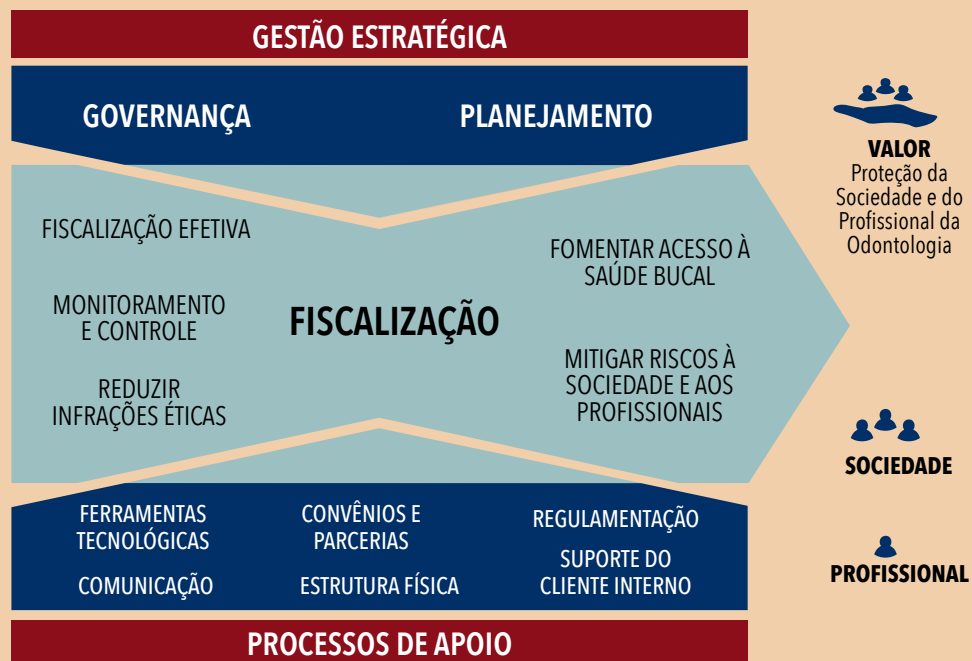 GESTÃO ESTRATÉGICA
GOVERNANÇA
PLANEJAMENTO
FISCALIZAÇÃO EFETIVA
MONITORAMENTO
E CONTROLE
REDUZIR
INFRAÇÕES ÉTICAS
FISCALIZAÇÃO
FOMENTAR ACESSO À
SAÚDE BUCAL
MITIGAR RISCOS À
SOCIEDADE E AOS
PROFISSIONAIS
FERRAMENTAS
TECNOLÓGICAS
COMUNICAÇÃO
CONVÊNIOS E
PARCERIAS
ESTRUTURA FÍSICA
REGULAMENTAÇÃO
SUPORTE DO
CLIENTE INTERNO
PROCESSOS DE APOIO
VALOR
Proteção da
Sociedade e do
Profissional da
Odontologia
SOCIEDADE
PROFISSIONAL